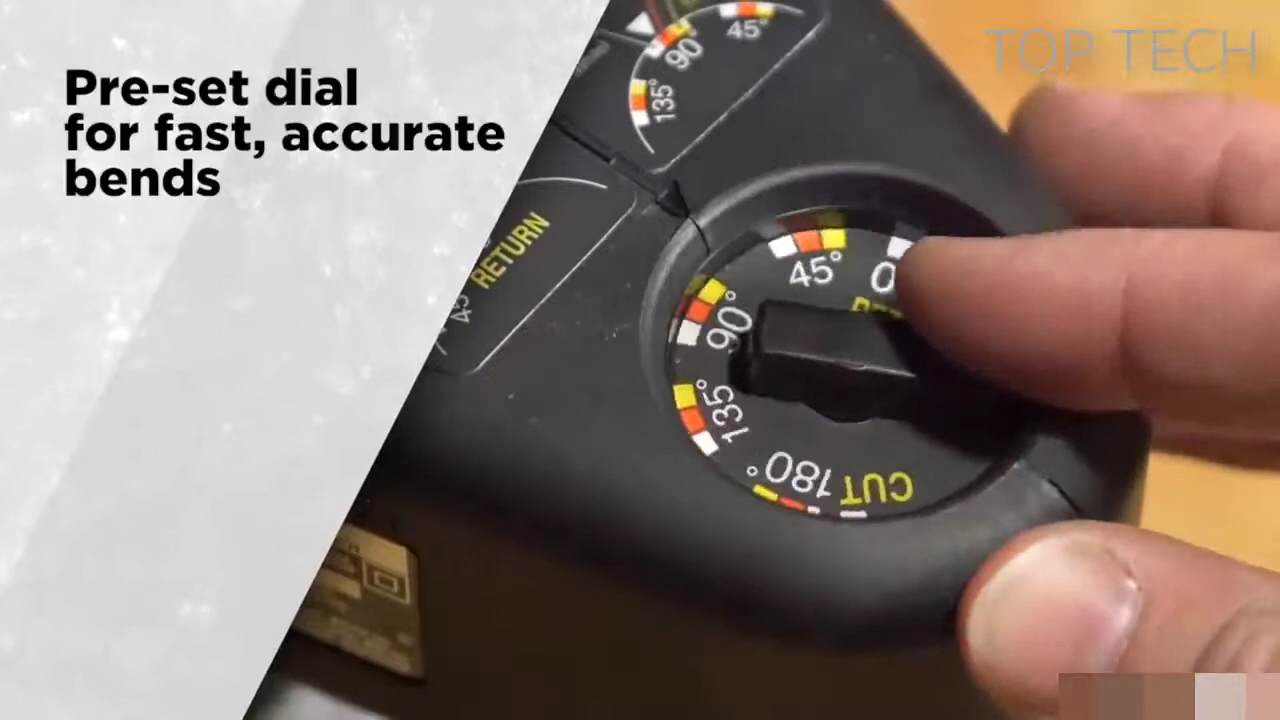 Pre-set dial
for fast, accurate
bends
TOP TECH
45°
90°
135°
RETURN
45°
0
45°
90°
135°
180°
CUT